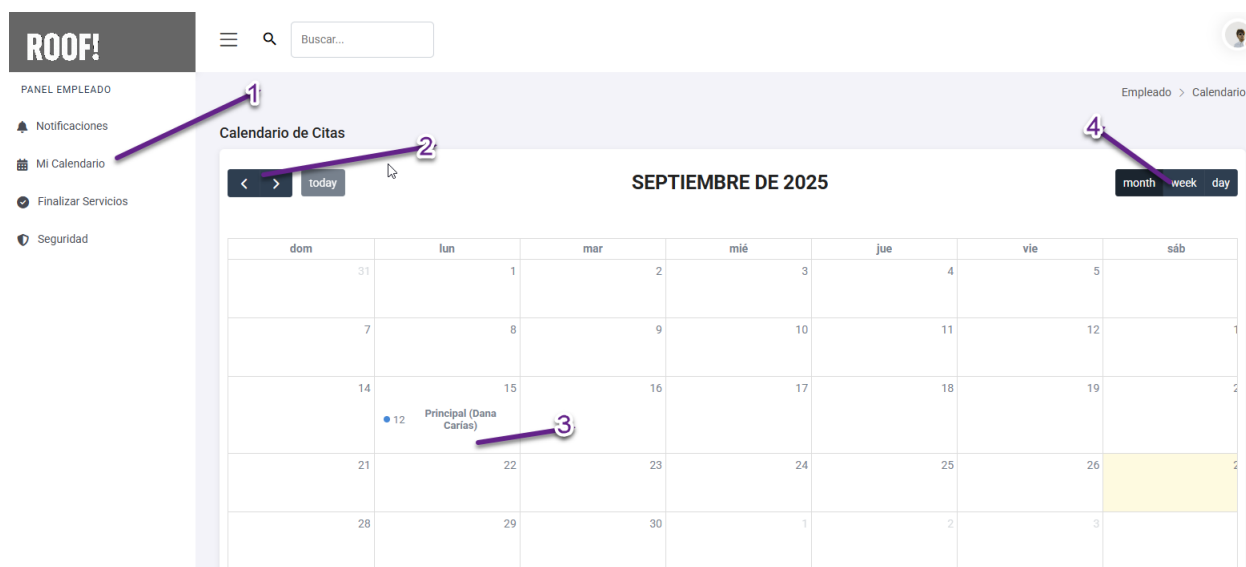 ROOF!
Buscar...
PANEL EMPLEADO
Notificaciones
Mi Calendario
Finalizar Servicios
Seguridad
1
Empleado > Calendario
Calendario de Citas
2
4
< > today
SEPTIEMBRE DE 2025
month week day
dom lun mar mié jue vie sáb
31 1 2 3 4 5
7 8 9 10 11 12
14 15 16 17 18 19
12 Principal (Dana
Carías)
3
21 22 23 24 25 26
28 29 30 1 2 3